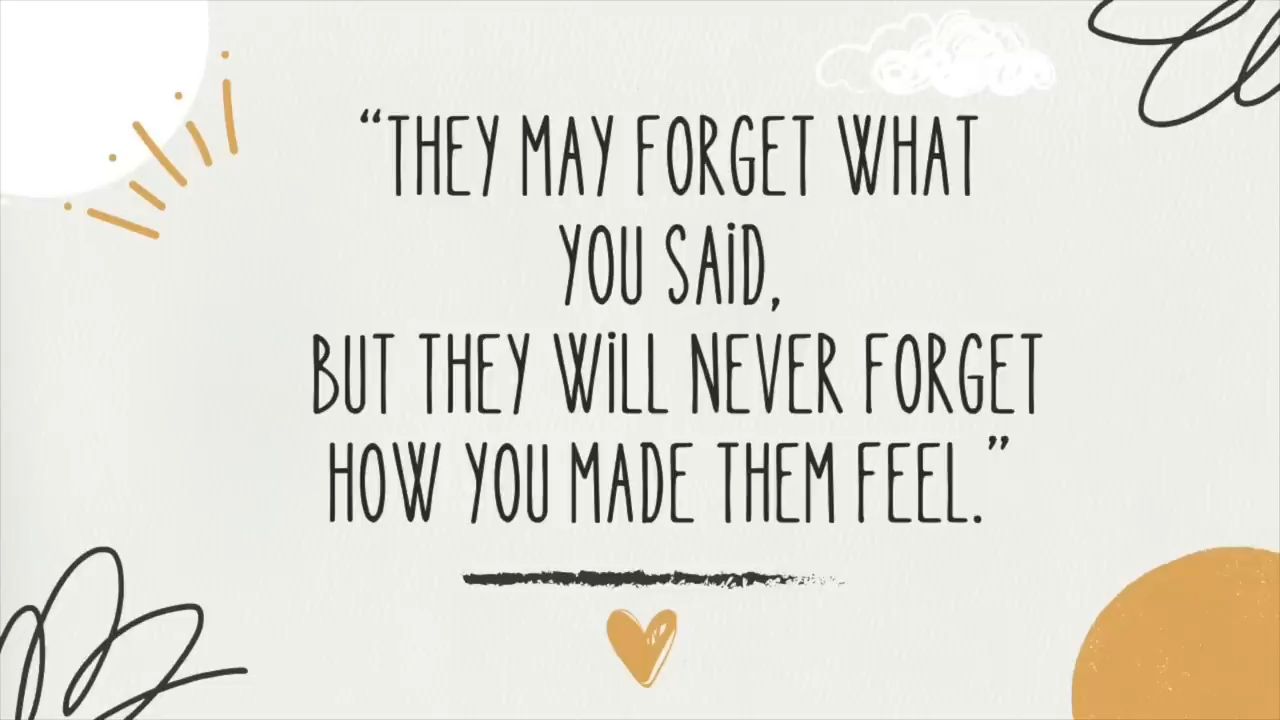 “THEY MAY FORGET WHAT
YOU SAiD,
BUT THEY WiLL NEVER FORGET
HOW YOU MADE THEM FEEL.”